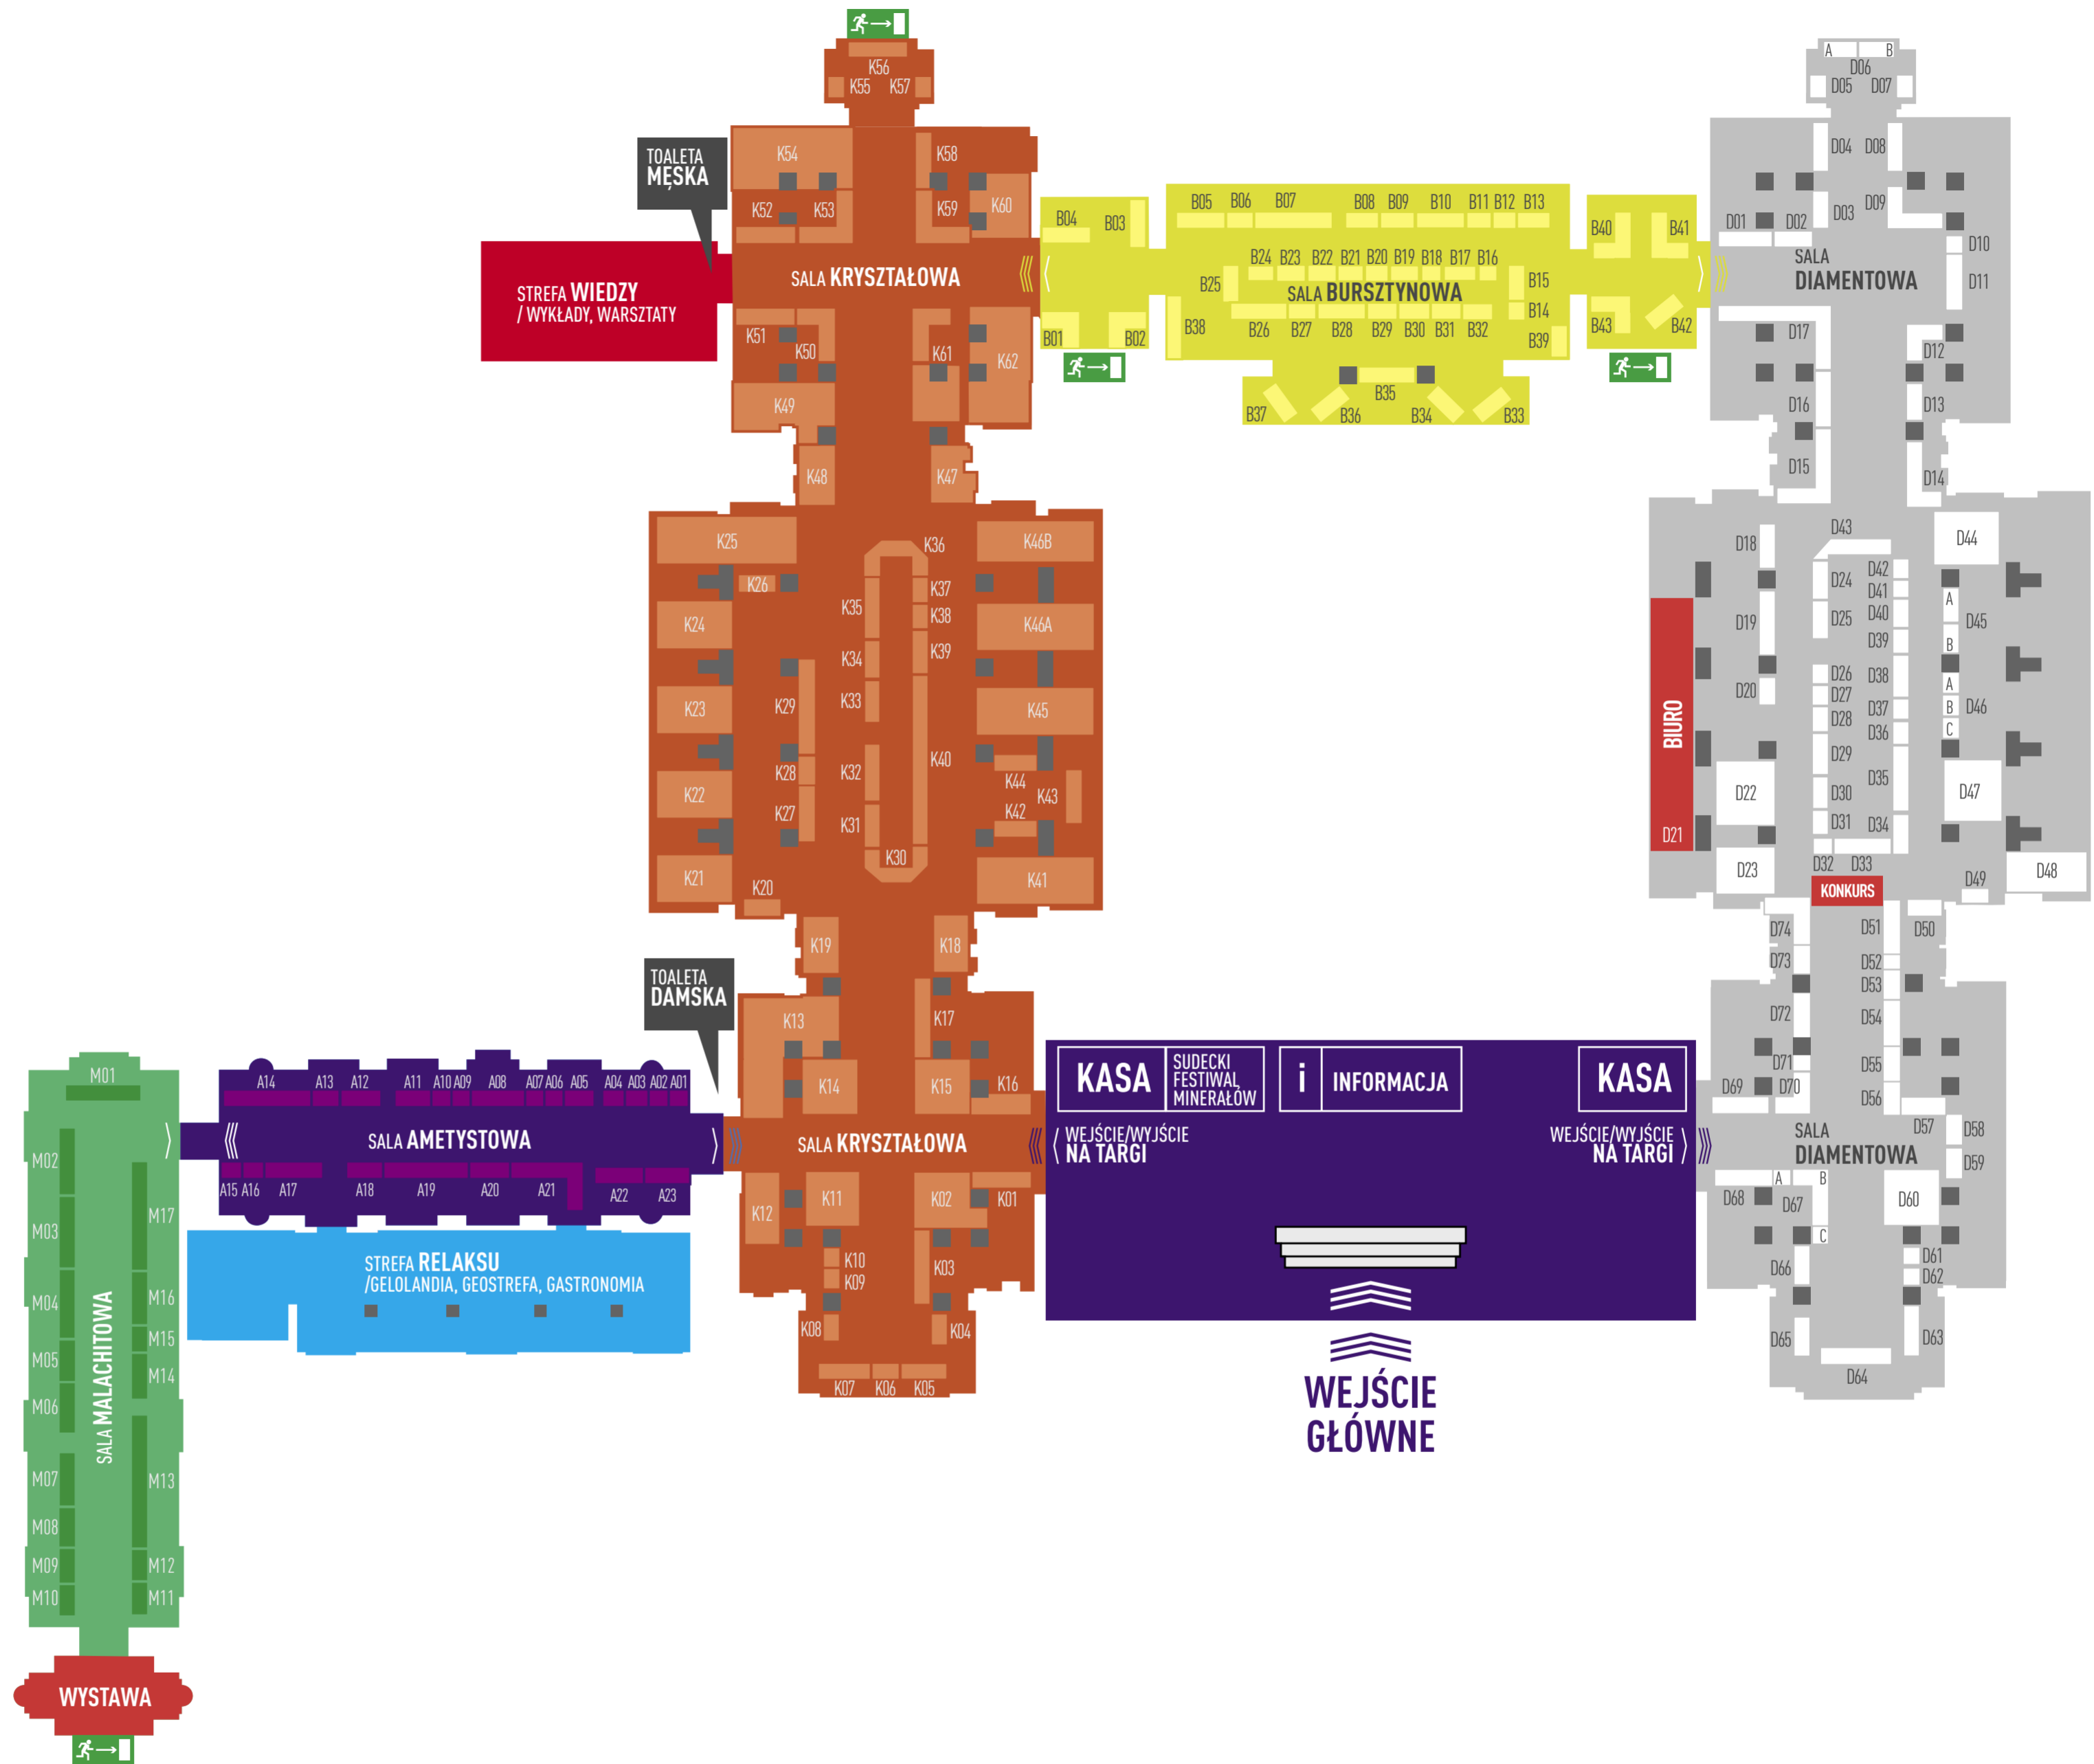 K56
K55 K57
K54
K58
K52
K53
K59
K60
TOALETA
MĘSKA
STREFA WIEDZY
/ WYKŁADY, WARSZTATY
SALA KRYSZTAŁOWA
K51
K50
K61
K62
K49
K48
K47
K25
K26
K24
K23
K22
K21
K20
K29
K28
K27
K36
K35
K34
K33
K32
K31
K30
K37
K38
K39
K40
K46B
K46A
K45
K44
K43
K42
K41
K19
K18
K13
K17
K14
K15
K16
TOALETA
DAMSKA
SALA KRYSZTAŁOWA
K12
K11
K02
K01
K10
K09
K03
K08
K04
K07 K06 K05
B04
B03
B01
B02
B05 B06 B07 B08 B09 B10 B11 B12 B13
B24 B23 B22 B21 B20 B19 B18 B17 B16
B25
B15
SALA BURSZTYNOWA
B14
B38
B26 B27 B28 B29 B30 B31 B32
B39
B35
B37 B36 B34 B33
B40
B41
B43
B42
A B
D06
D05 D07
D04 D08
D09
D03
D01 D02
D10
D11
SALA
DIAMENTOWA
D17
D12
D16
D13
D15
D14
D43
D18
D44
D19
D20
BIURO
D21
D22
D23
D24
D25
D26
D27
D28
D29
D30
D31
D32 D33
D42
D41
D40
D39
D38
D37
D36
D35
D34
A
D45
B
A
B
D46
C
D47
D48
D49
KONKURS
D74
D51
D50
D73
D52
D53
D72
D54
D71
D55
D69
D70
D56
D57
D58
SALA
DIAMENTOWA
D59
A B
D68
D67
C
D60
D61
D66
D62
D65
D63
D64
KASA
SUDECKI
FESTIWAL
MINERAŁÓW
i INFORMACJA
KASA
WEJŚCIE/WYJŚCIE
NA TARGI
WEJŚCIE/WYJŚCIE
NA TARGI
WEJŚCIE
GŁÓWNE
A14 A13 A12 A11 A10 A09 A08 A07 A06 A05 A04 A03 A02 A01
SALA AMETYSTOWA
A15 A16 A17 A18 A19 A20 A21 A22 A23
STREFA RELAKSU
/GELOLANDIA, GEOSTREFA, GASTRONOMIA
M01
M02
M03
M04
M05
M06
M07
M08
M09
M10
SALA MALACHITOWA
M17
M16
M15
M14
M13
M12
M11
WYSTAWA